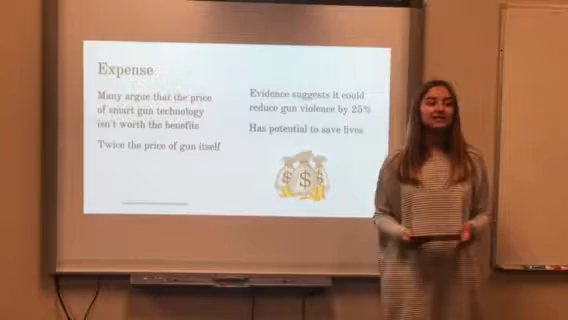 Expense
Many argue that the price
of smart gun technology
isn't worth the benefits
Twice the price of gun itself
Evidence suggests it could
reduce gun violence by 25%
Has potential to save lives
$ $ $